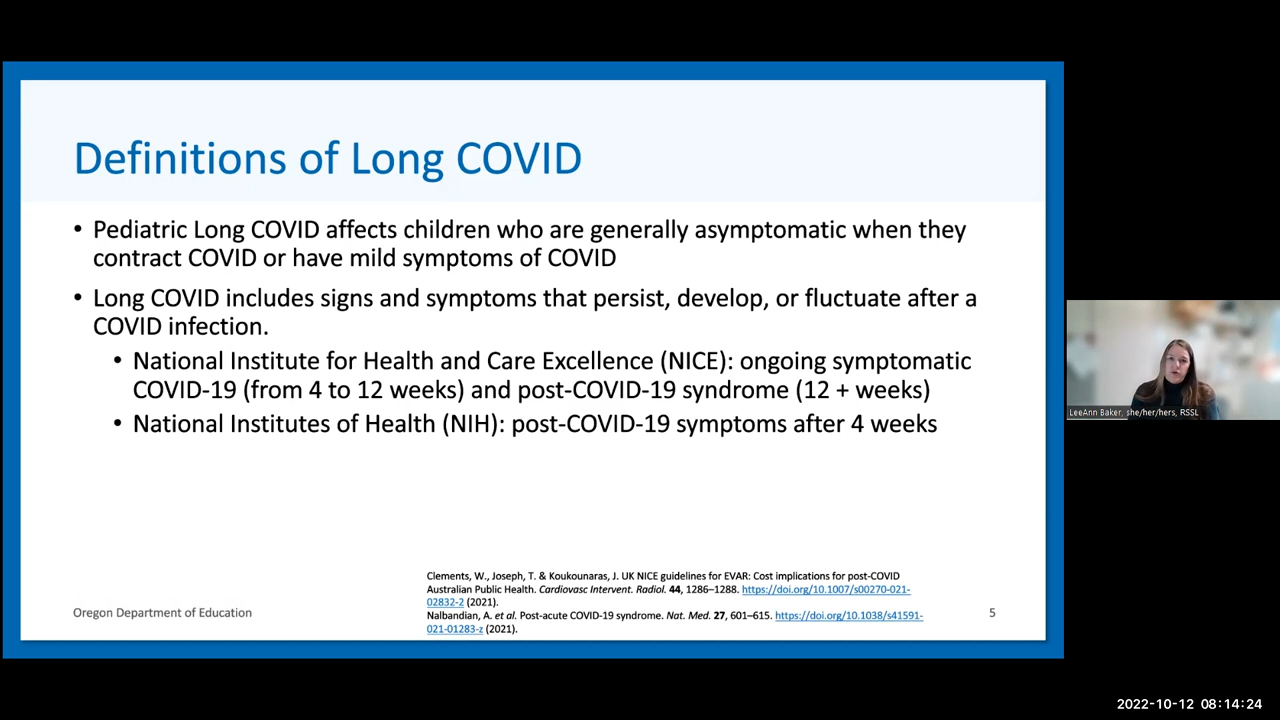 Definitions of Long COVID
• Pediatric Long COVID affects children who are generally asymptomatic when they
contract COVID or have mild symptoms of COVID
• Long COVID includes signs and symptoms that persist, develop, or fluctuate after a
COVID infection.
• National Institute for Health and Care Excellence (NICE): ongoing symptomatic
COVID-19 (from 4 to 12 weeks) and post-COVID-19 syndrome (12 + weeks)
• National Institutes of Health (NIH): post-COVID-19 symptoms after 4 weeks
Clements, W., Joseph, T. & Koukounaras, J. UK NICE guidelines for EVAR: Cost implications for post-COVID
Australian Public Health. Cardiovasc Intervent. Radiol. 44, 1286–1288. https://doi.org/10.1007/s00270-021-
02832-2 (2021).
Nalbandian, A. et al. Post-acute COVID-19 syndrome. Nat. Med. 27, 601–615. https://doi.org/10.1038/s41591-
021-01283-z (2021).
Oregon Department of Education
5
LeeAnn Baker, she/her/hers, RSSL
2022-10-12 08:14:24